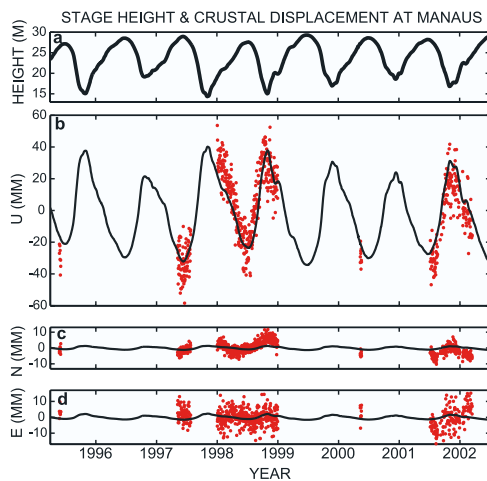 STAGE HEIGHT & CRUSTAL DISPLACEMENT AT MANAUS
HEIGHT (M)
30
25
20
15
a
U (MM)
60
40
20
0
-20
-40
-60
b
N (MM)
10
0
-10
c
E (MM)
10
0
-10
d
1996 1997 1998 1999 2000 2001 2002
YEAR